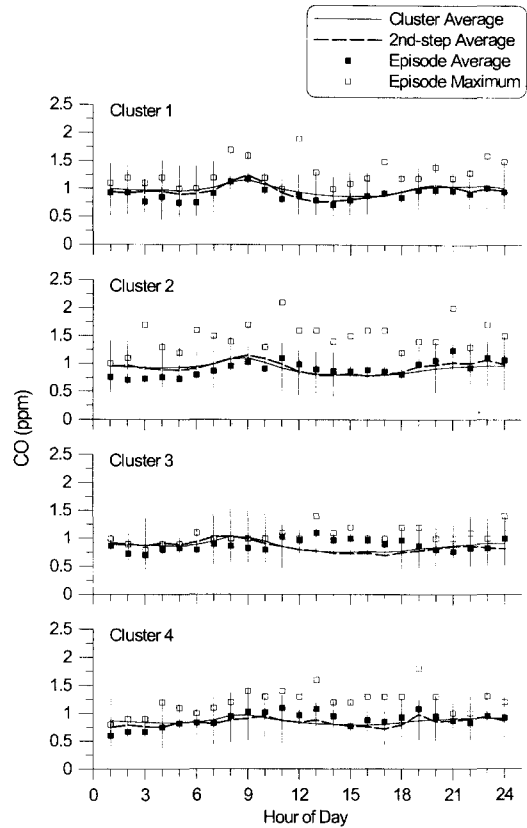 Cluster Average
2nd-step Average
Episode Average
Episode Maximum
2.5
Cluster 1
2
1.5
1
0.5
0
2.5
Cluster 2
2
1.5
1
0.5
0
CO (ppm)
2.5
Cluster 3
2
1.5
1
0.5
0
2.5
Cluster 4
2
1.5
1
0.5
0
0 3 6 9 12 15 18 21 24
Hour of Day